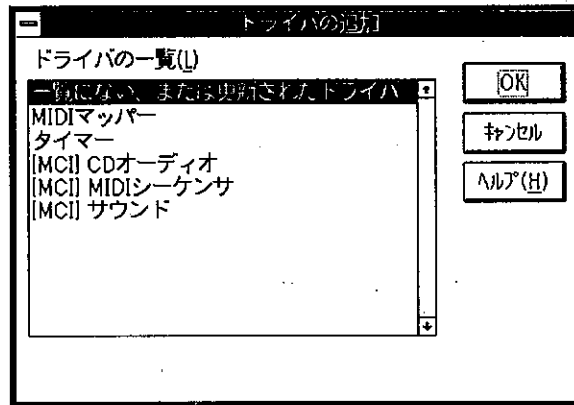 ドライバの追加
ドライバの一覧(L)
一覧にない、または更新されたドライバ
MIDIマッパー
タイマー
[MCI] CDオーディオ
[MCI] MIDIシーケンサ
[MCI] サウンド
OK
キャンセル
ヘルプ(H)